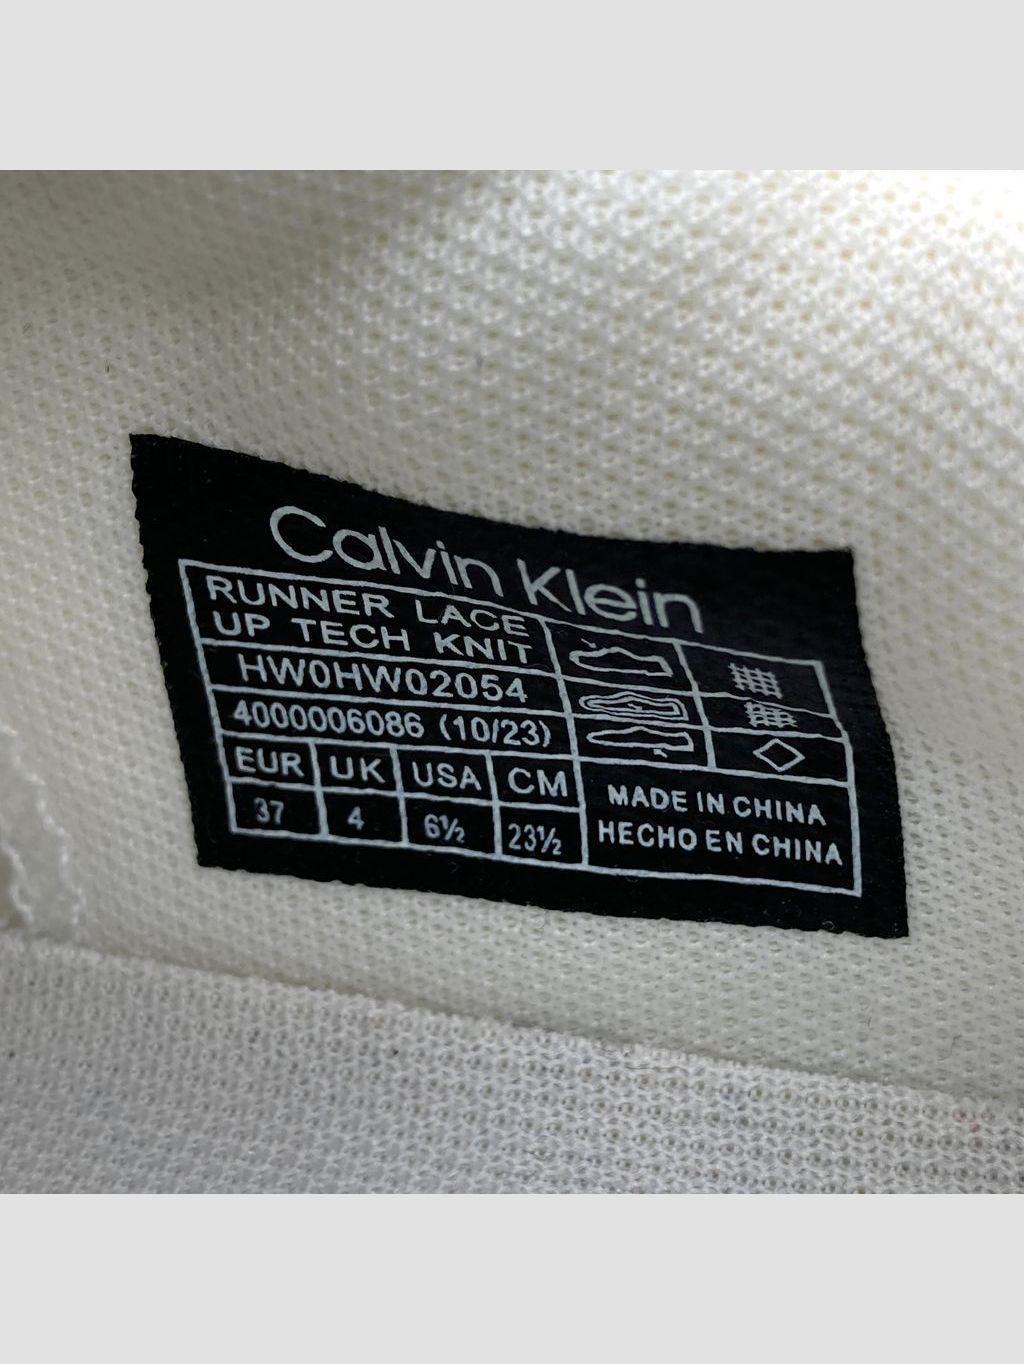 Calvin Klein
RUNNER LACE
UP TECH KNIT
HW0HW02054
4000006086 (10/23)
EUR UK USA CM
37 4 6½ 23½
MADE IN CHINA
HECHO EN CHINA